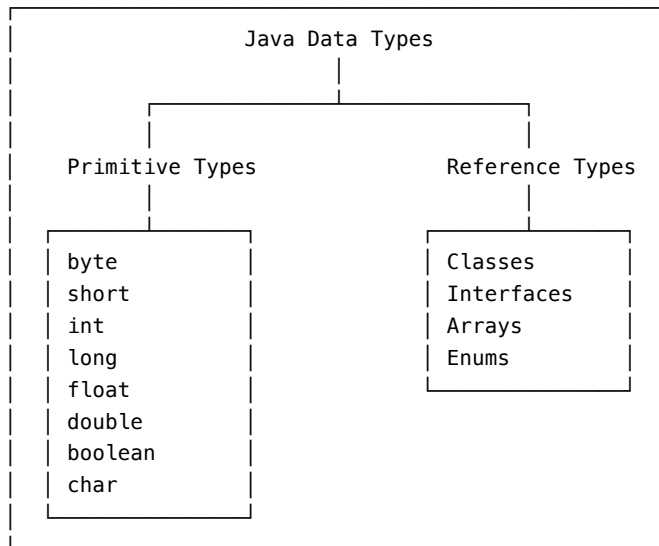 Java Data Types
Primitive Types
Reference Types
byte
short
int
long
float
double
boolean
char
Classes
Interfaces
Arrays
Enums